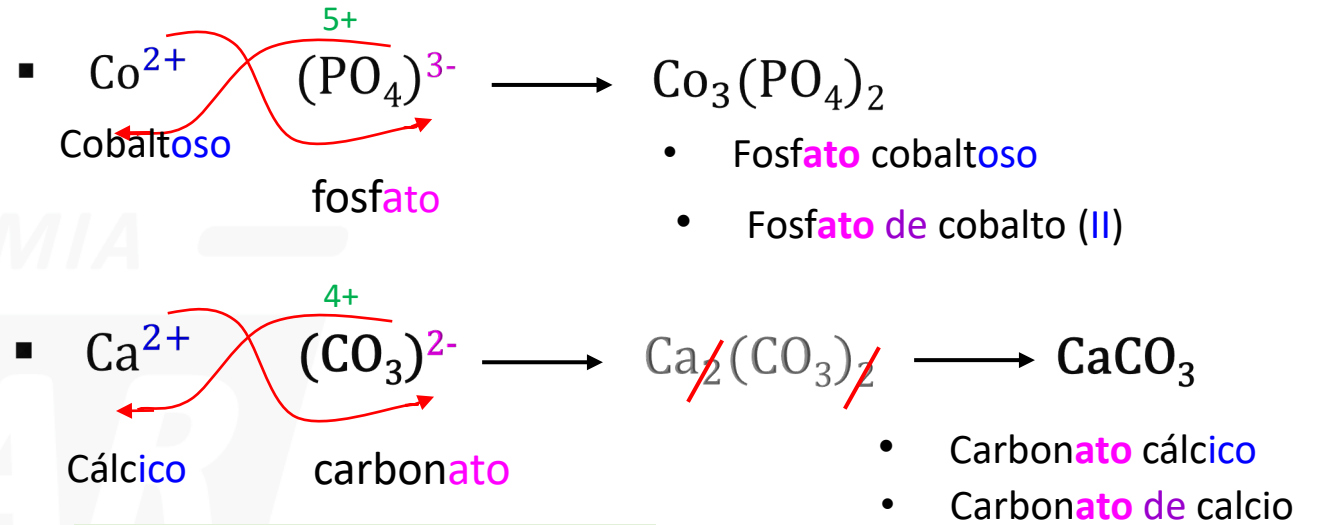 5+
▪ Co²⁺ (PO₄)³⁻ ⟶ Co₃(PO₄)₂
Cobaltoso
fosfato
• Fosfato cobaltoso
• Fosfato de cobalto (II)
MIA
4+
▪ Ca²⁺ (CO₃)²⁻ ⟶ Ca₂(CO₃)₂ ⟶ CaCO₃
Cálcico carbonato
• Carbonato cálcico
• Carbonato de calcio